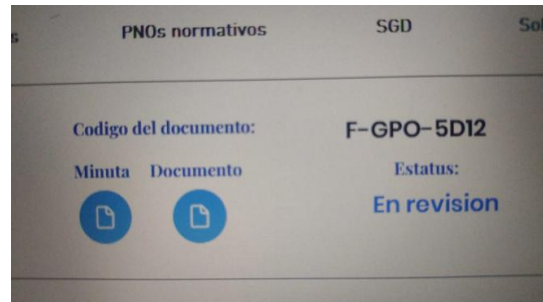 PNOs normativos SGD
Codigo del documento: F-GPO-5D12
Minuta Documento Estatus:
En revision